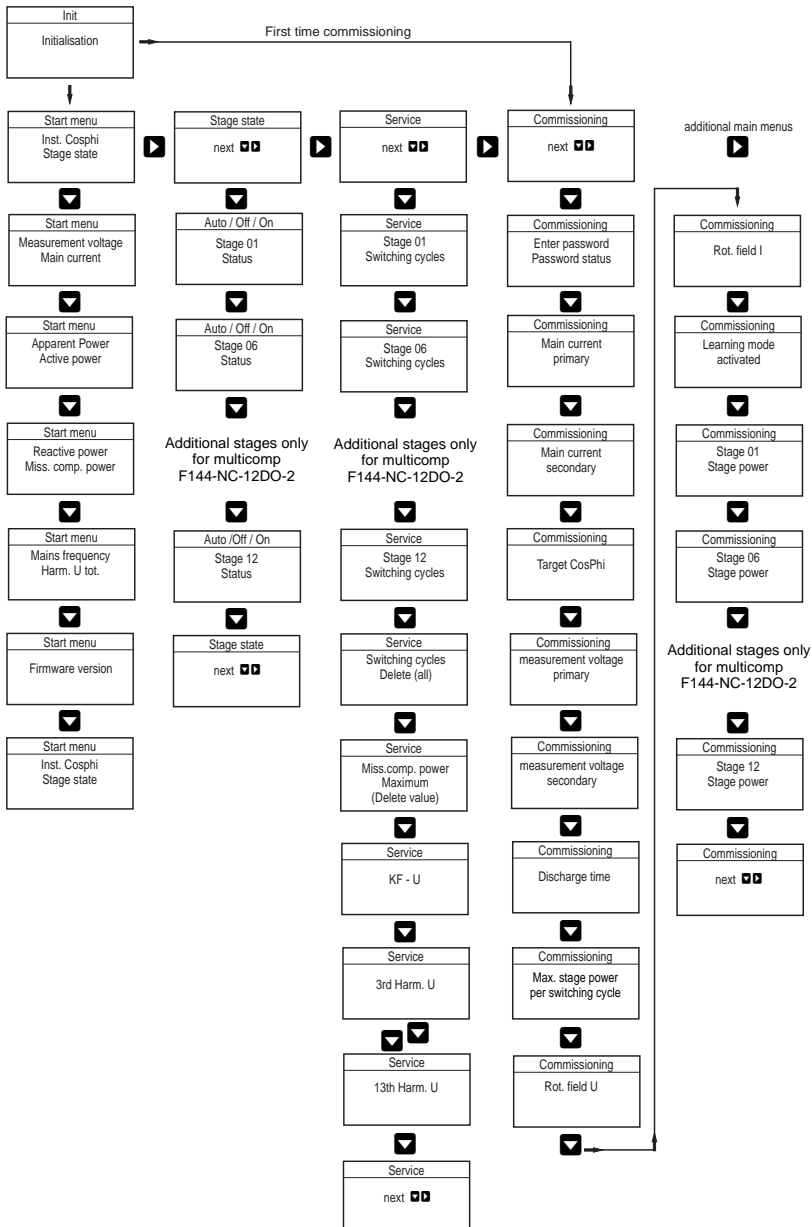 Init
Initialisation
First time commissioning
Start menu
Inst. Cosphi
Stage state
Start menu
Measurement voltage
Main current
Start menu
Apparent Power
Active power
Start menu
Reactive power
Miss. comp. power
Start menu
Mains frequency
Harm. U tot.
Start menu
Firmware version
Start menu
Inst. Cosphi
Stage state
Stage state
next
Auto / Off / On
Stage 01
Status
Auto / Off / On
Stage 06
Status
Additional stages only
for multicomp
F144-NC-12DO-2
Auto /Off / On
Stage 12
Status
Stage state
next
Service
next
Service
Stage 01
Switching cycles
Service
Stage 06
Switching cycles
Additional stages only
for multicomp
F144-NC-12DO-2
Service
Stage 12
Switching cycles
Service
Switching cycles
Delete (all)
Service
Miss.comp. power
Maximum
(Delete value)
Service
KF - U
Service
3rd Harm. U
Service
13th Harm. U
Service
next
Commissioning
next
Commissioning
Enter password
Password status
Commissioning
Main current
primary
Commissioning
Main current
secondary
Commissioning
Target CosPhi
Commissioning
measurement voltage
primary
Commissioning
measurement voltage
secondary
Commissioning
Discharge time
Commissioning
Max. stage power
per switching cycle
Commissioning
Rot. field U
additional main menus
Commissioning
Rot. field I
Commissioning
Learning mode
activated
Commissioning
Stage 01
Stage power
Commissioning
Stage 06
Stage power
Additional stages only
for multicomp
F144-NC-12DO-2
Commissioning
Stage 12
Stage power
Commissioning
next